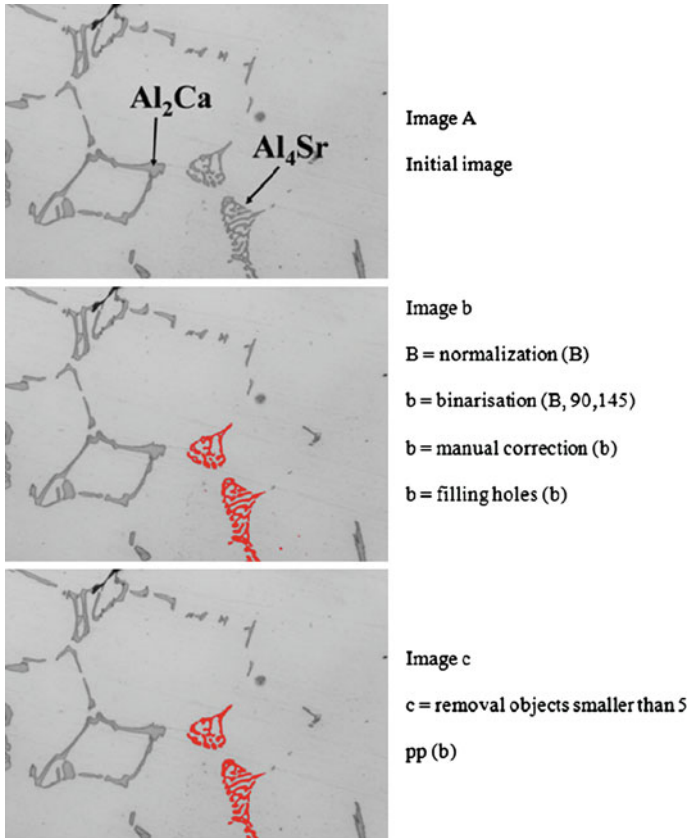 Al₂Ca
Al₄Sr
Image A
Initial image
Image b
B = normalization (B)
b = binarisation (B, 90,145)
b = manual correction (b)
b = filling holes (b)
Image c
c = removal objects smaller than 5
pp (b)